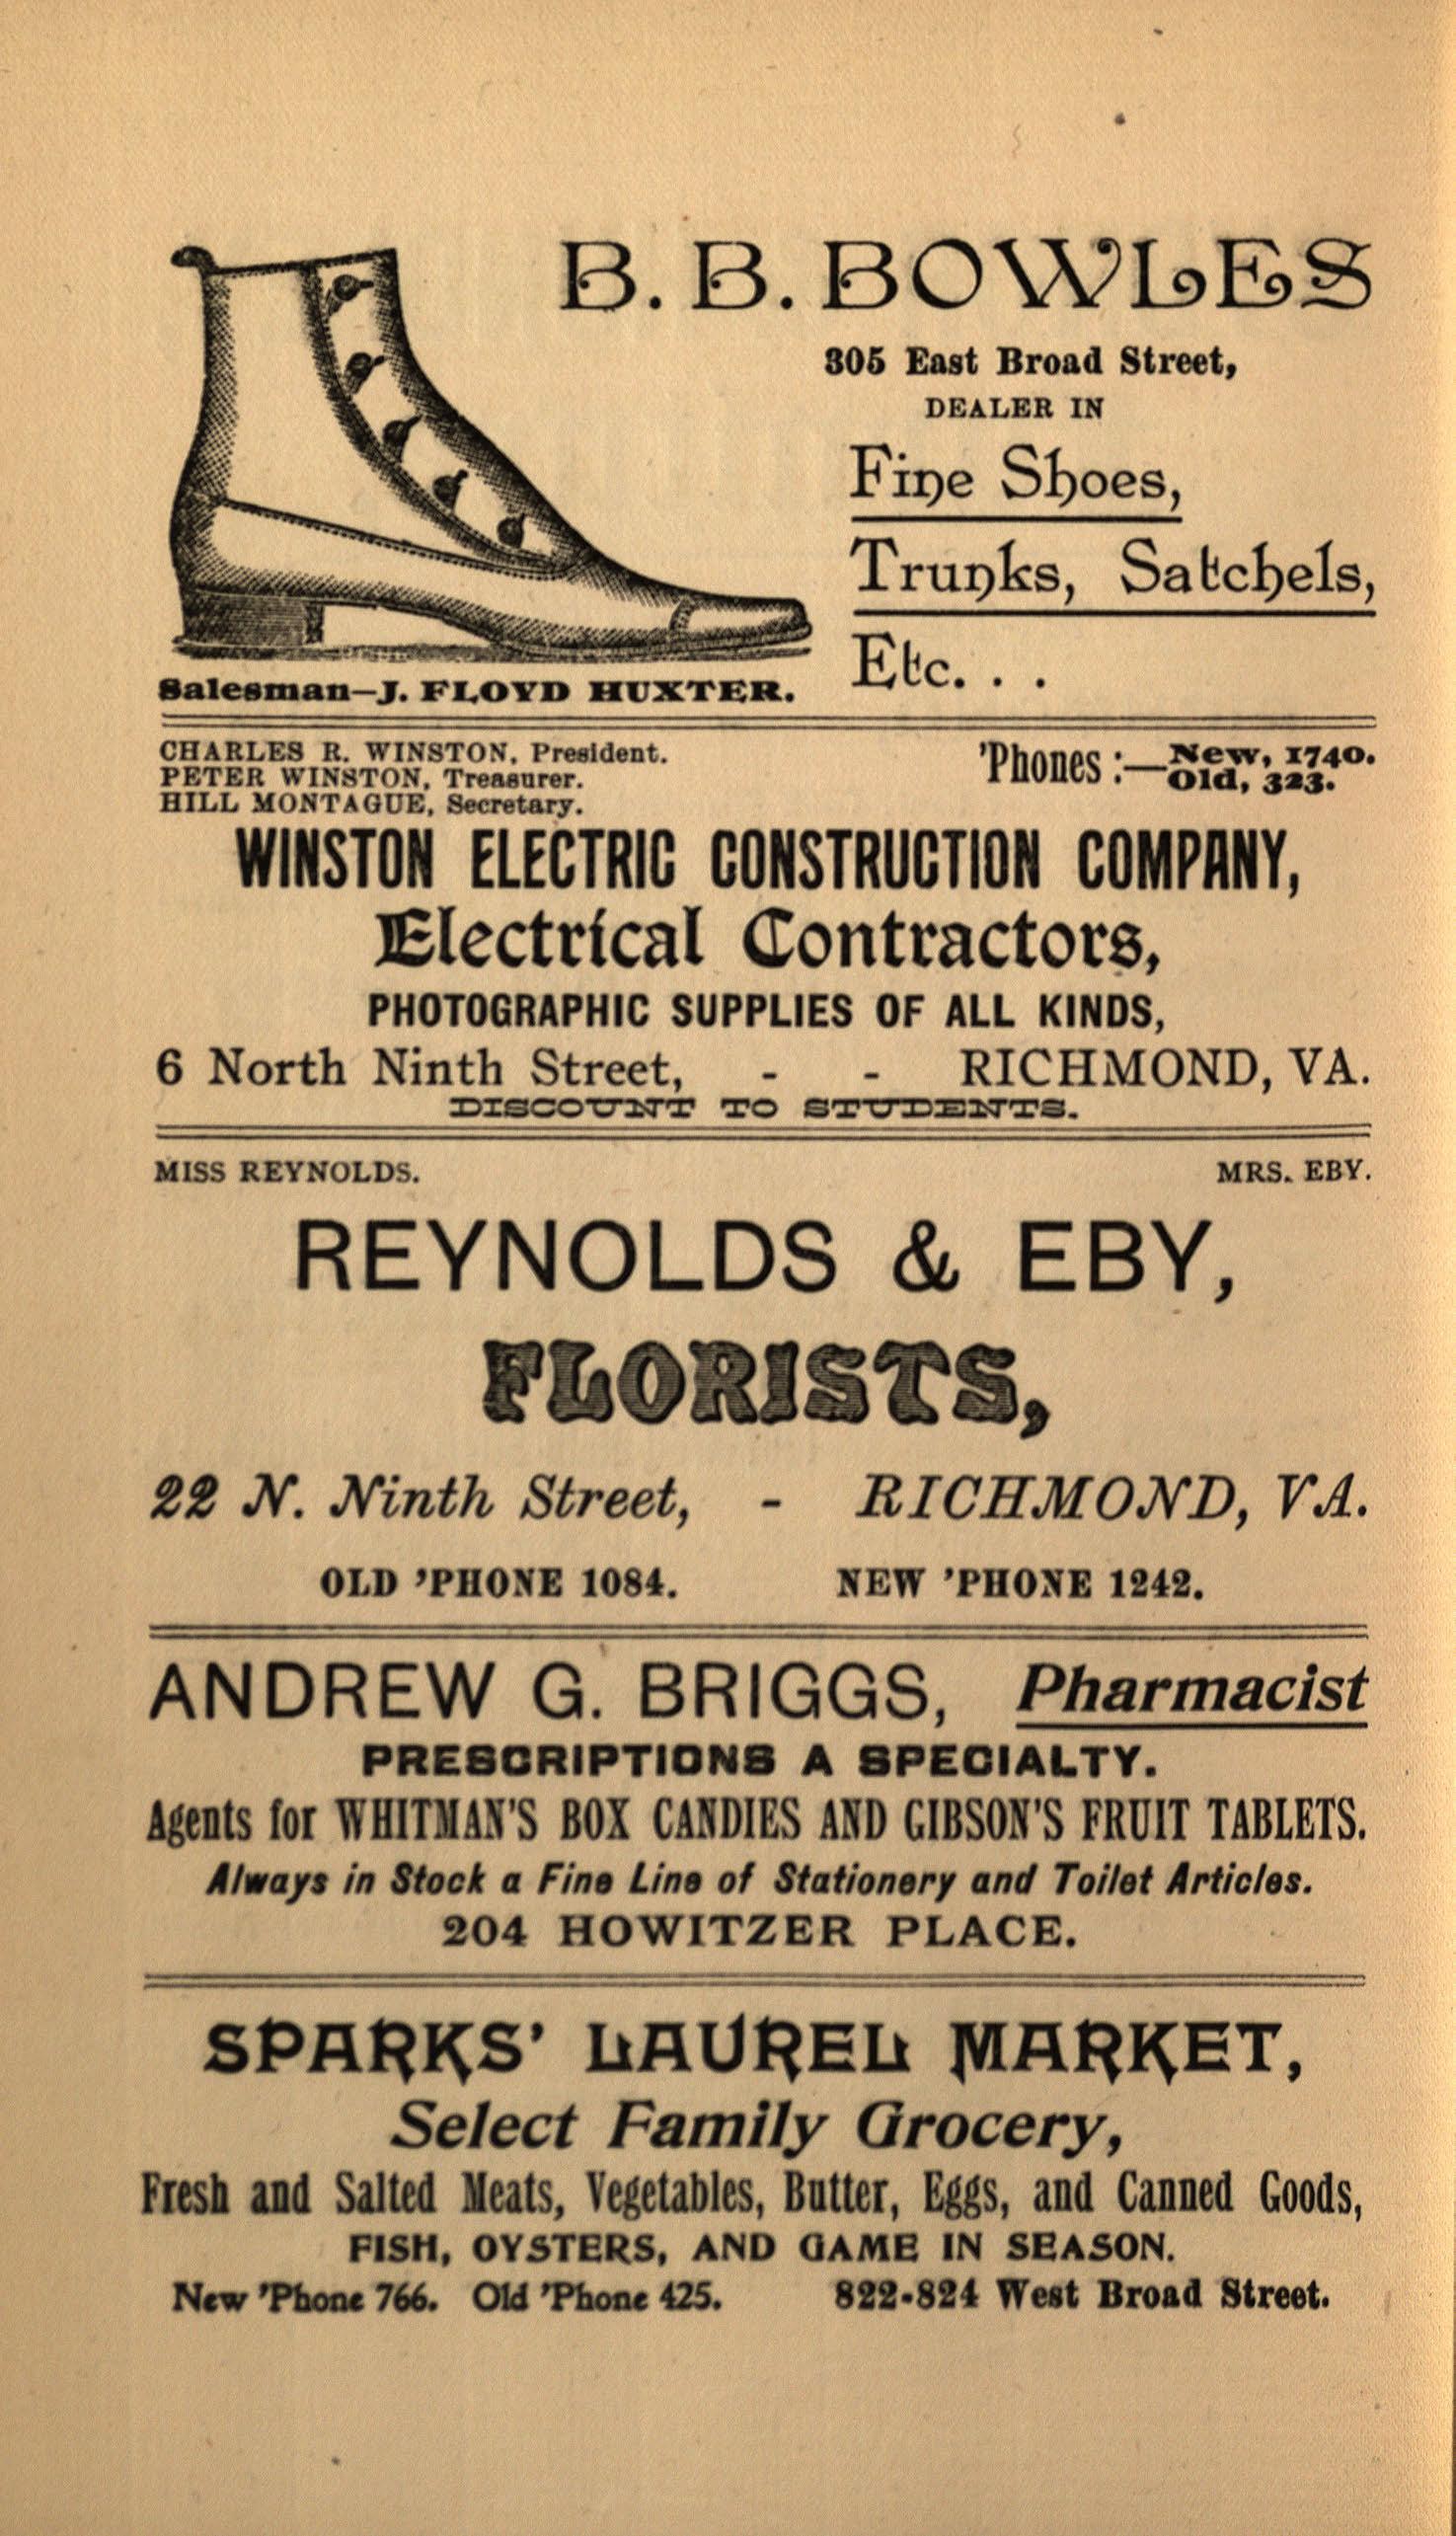 B. B. BOWLES
305 East Broad Street,
DEALER IN
Fine Shoes,
Trunks, Satchels,
Etc. . .
Salesman—J. FLOYD HUXTER.
CHARLES R. WINSTON, President.
PETER WINSTON, Treasurer.
HILL MONTAGUE, Secretary.
'Phones :—New, 1740.
Old, 323.
WINSTON ELECTRIC CONSTRUCTION COMPANY,
Electrical Contractors,
PHOTOGRAPHIC SUPPLIES OF ALL KINDS,
6 North Ninth Street, - - RICHMOND, VA.
DISCOUNT TO STUDENTS.
MISS REYNOLDS. MRS. EBY.
REYNOLDS & EBY,
FLORISTS,
22 N. Ninth Street, - RICHMOND, VA.
OLD 'PHONE 1084. NEW 'PHONE 1242.
ANDREW G. BRIGGS, Pharmacist
PRESCRIPTIONS A SPECIALTY.
Agents for WHITMAN'S BOX CANDIES AND GIBSON'S FRUIT TABLETS.
Always in Stock a Fine Line of Stationery and Toilet Articles.
204 HOWITZER PLACE.
SPARKS' LAUREL MARKET,
Select Family Grocery,
Fresh and Salted Meats, Vegetables, Butter, Eggs, and Canned Goods,
FISH, OYSTERS, AND GAME IN SEASON.
New 'Phone 766. Old 'Phone 425. 822-824 West Broad Street.